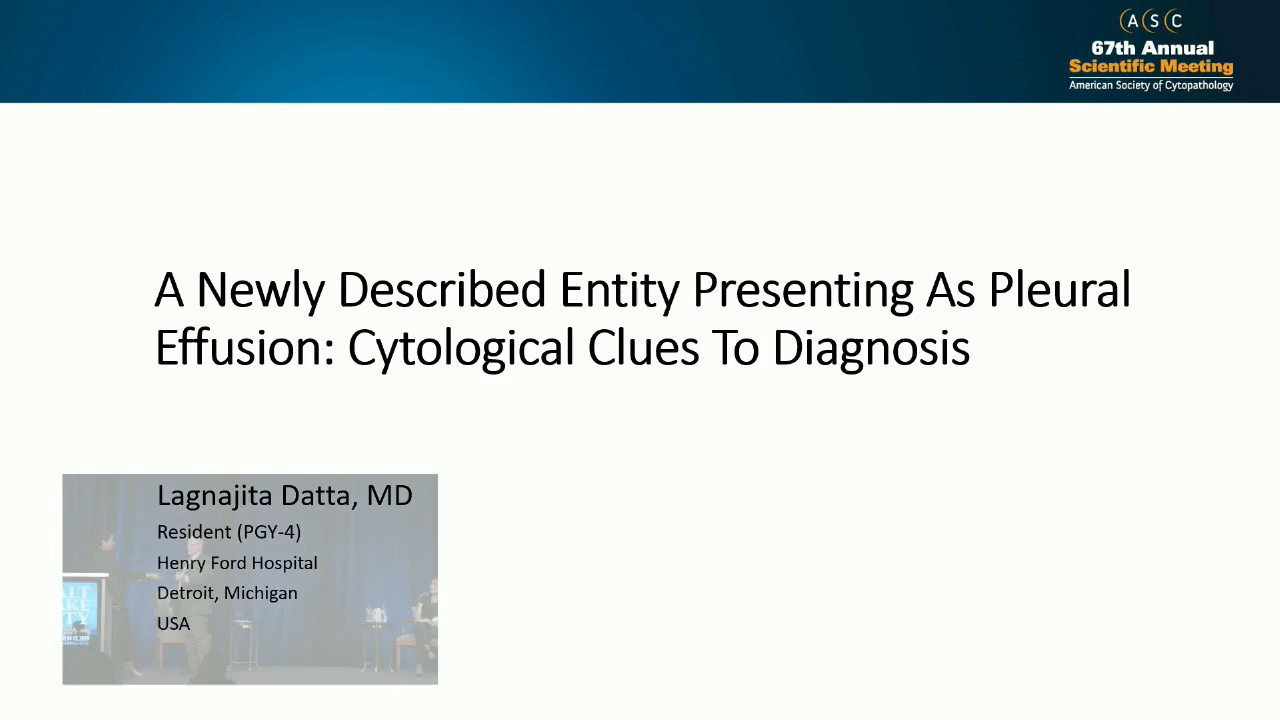 (A(S(C
67th Annual
Scientific Meeting
American Society of Cytopathology
A Newly Described Entity Presenting As Pleural
Effusion: Cytological Clues To Diagnosis
Lagnajita Datta, MD
Resident (PGY-4)
Henry Ford Hospital
Detroit, Michigan
USA